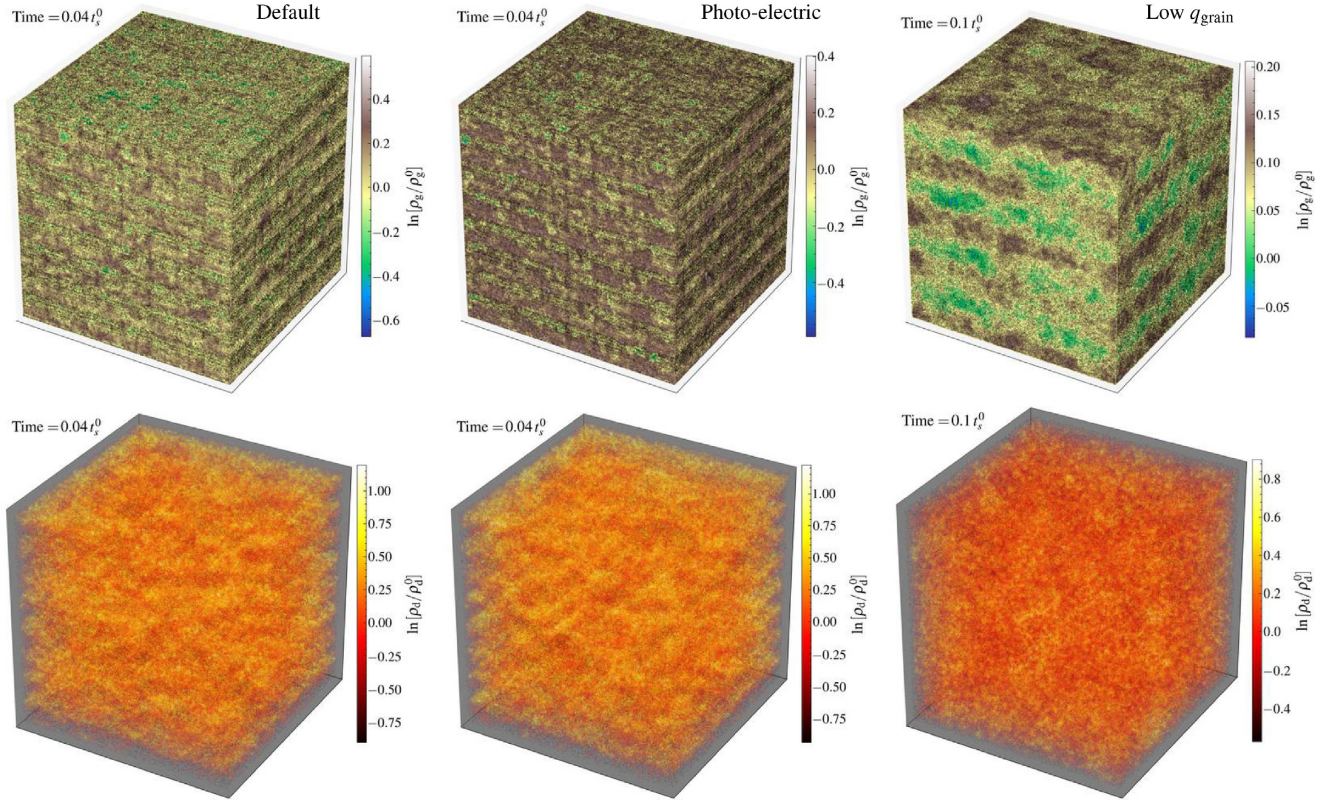 Default
Photo-electric
Low q_grain
Time = 0.04 t_s^0
0.4
0.2
0.0
−0.2
−0.4
−0.6
ln [ρ_g/ρ_g^0]
Time = 0.04 t_s^0
0.4
0.2
0.0
−0.2
−0.4
ln [ρ_g/ρ_g^0]
Time = 0.1 t_s^0
0.20
0.15
0.10
0.05
0.00
−0.05
ln [ρ_g/ρ_g^0]
Time = 0.04 t_s^0
1.00
0.75
0.50
0.25
0.00
−0.25
−0.50
−0.75
ln [ρ_d/ρ_d^0]
Time = 0.04 t_s^0
1.00
0.75
0.50
0.25
0.00
−0.25
−0.50
−0.75
ln [ρ_d/ρ_d^0]
Time = 0.1 t_s^0
0.8
0.6
0.4
0.2
0.0
−0.2
−0.4
ln [ρ_d/ρ_d^0]